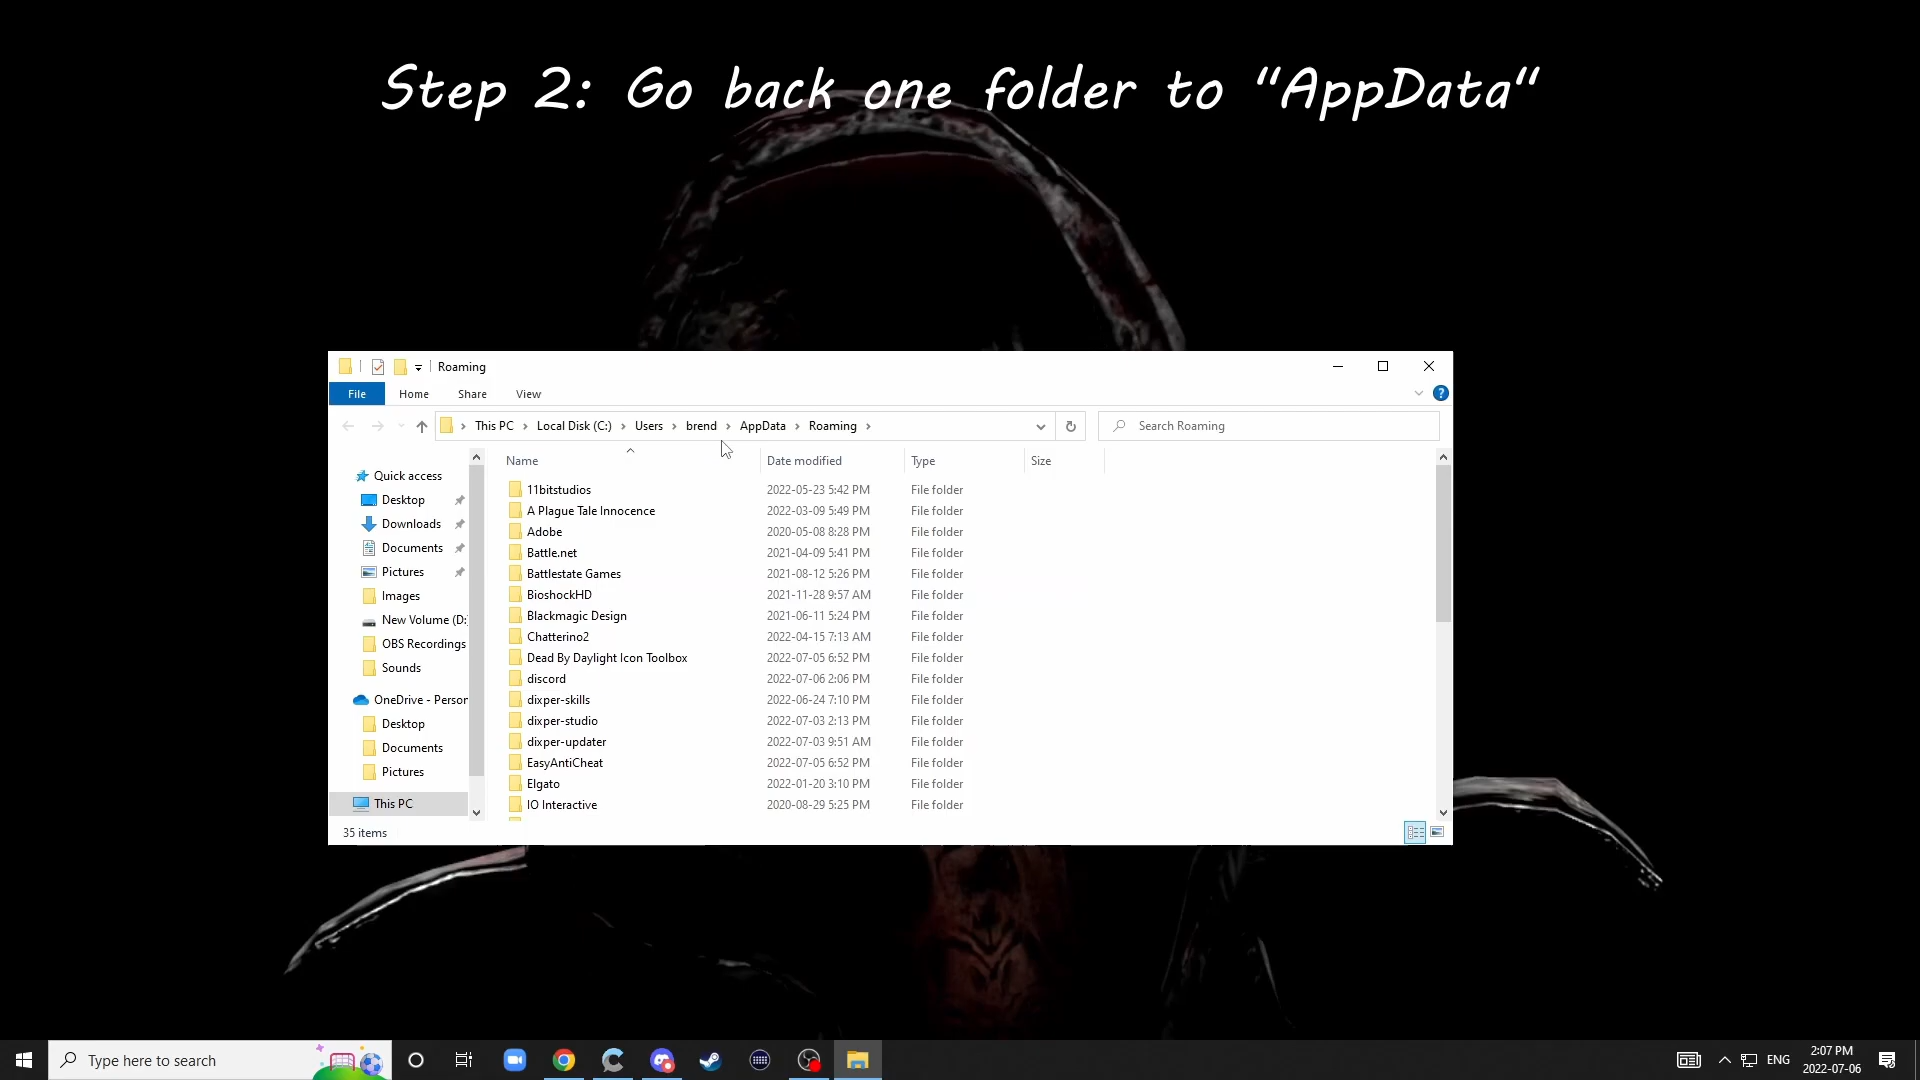 Step 2: Go back one folder to "AppData"
Roaming
File Home Share View
This PC Local Disk (C:) Users brend AppData Roaming
Search Roaming
Name Date modified Type Size
Quick access
Desktop
Downloads
Documents
Pictures
Images
New Volume (D:
OBS Recordings
Sounds
OneDrive - Person
Desktop
Documents
Pictures
This PC
11bitstudios 2022-05-23 5:42 PM File folder
A Plague Tale Innocence 2022-03-09 5:49 PM File folder
Adobe 2020-05-08 8:28 PM File folder
Battle.net 2021-04-09 5:41 PM File folder
Battlestate Games 2021-08-12 5:26 PM File folder
BioshockHD 2021-11-28 9:57 AM File folder
Blackmagic Design 2021-06-11 5:24 PM File folder
Chatterino2 2022-04-15 7:13 AM File folder
Dead By Daylight Icon Toolbox 2022-07-05 6:52 PM File folder
discord 2022-07-06 2:06 PM File folder
dixper-skills 2022-06-24 7:10 PM File folder
dixper-studio 2022-07-03 2:13 PM File folder
dixper-updater 2022-07-03 9:51 AM File folder
EasyAntiCheat 2022-07-05 6:52 PM File folder
Elgato 2022-01-20 3:10 PM File folder
IO Interactive 2020-08-29 5:25 PM File folder
35 items
Type here to search
ENG
2:07 PM
2022-07-06